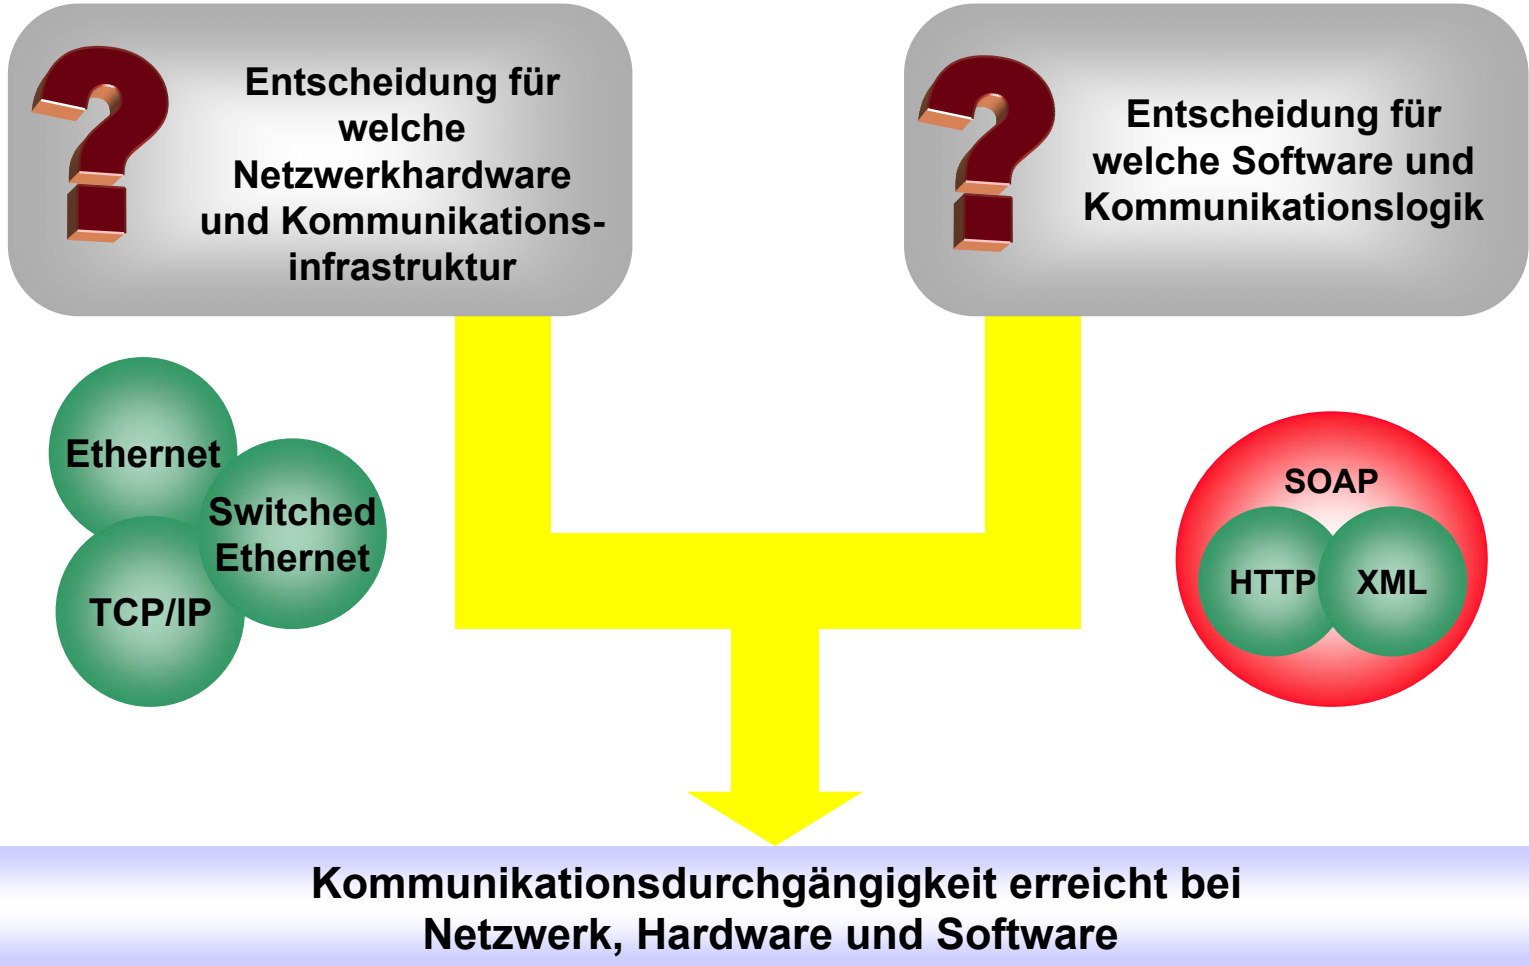 Entscheidung für
welche
Netzwerkhardware
und Kommunikations-
infrastruktur
Entscheidung für
welche Software und
Kommunikationslogik
Ethernet
Switched
Ethernet
TCP/IP
SOAP
HTTP
XML
Kommunikationsdurchgängigkeit erreicht bei
Netzwerk, Hardware und Software